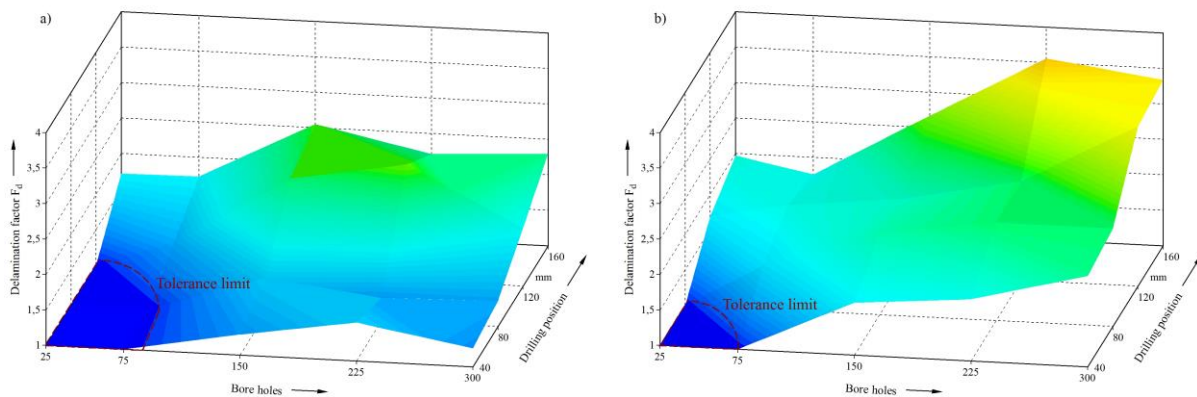 a)
Delamination factor Fd
4
3,5
3
2,5
2
1,5
1
25
75
150
225
300
Bore holes
40
80
120
mm
160
Drilling position
Tolerance limit
b)
Delamination factor Fd
4
3,5
3
2,5
2
1,5
1
25
75
150
225
300
Bore holes
40
80
120
mm
160
Drilling position
Tolerance limit